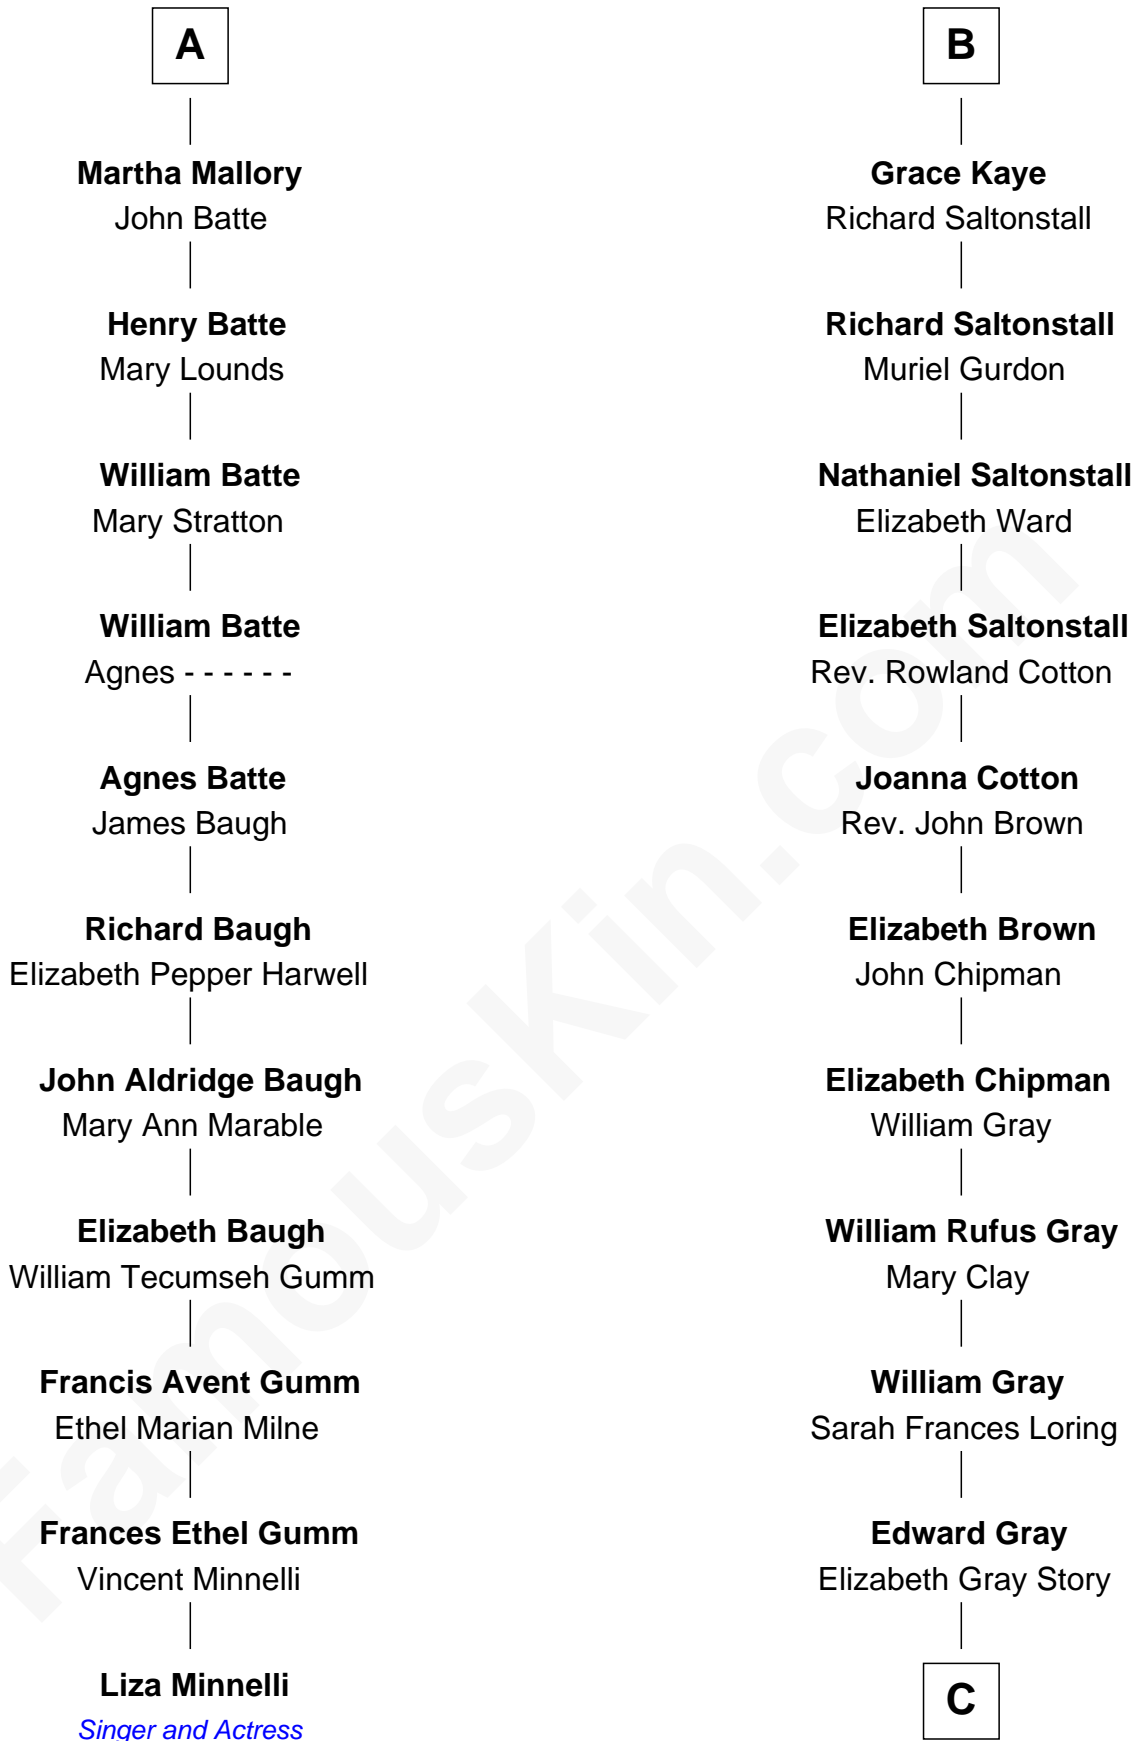 A
Martha Mallory
John Batte
Henry Batte
Mary Lounds
William Batte
Mary Stratton
William Batte
Agnes - - - - - -
Agnes Batte
James Baugh
Richard Baugh
Elizabeth Pepper Harwell
John Aldridge Baugh
Mary Ann Marable
Elizabeth Baugh
William Tecumseh Gumm
Francis Avent Gumm
Ethel Marian Milne
Frances Ethel Gumm
Vincent Minnelli
Liza Minnelli
Singer and Actress
B
Grace Kaye
Richard Saltonstall
Richard Saltonstall
Muriel Gurdon
Nathaniel Saltonstall
Elizabeth Ward
Elizabeth Saltonstall
Rev. Rowland Cotton
Joanna Cotton
Rev. John Brown
Elizabeth Brown
John Chipman
Elizabeth Chipman
William Gray
William Rufus Gray
Mary Clay
William Gray
Sarah Frances Loring
Edward Gray
Elizabeth Gray Story
C
FamousKin.com